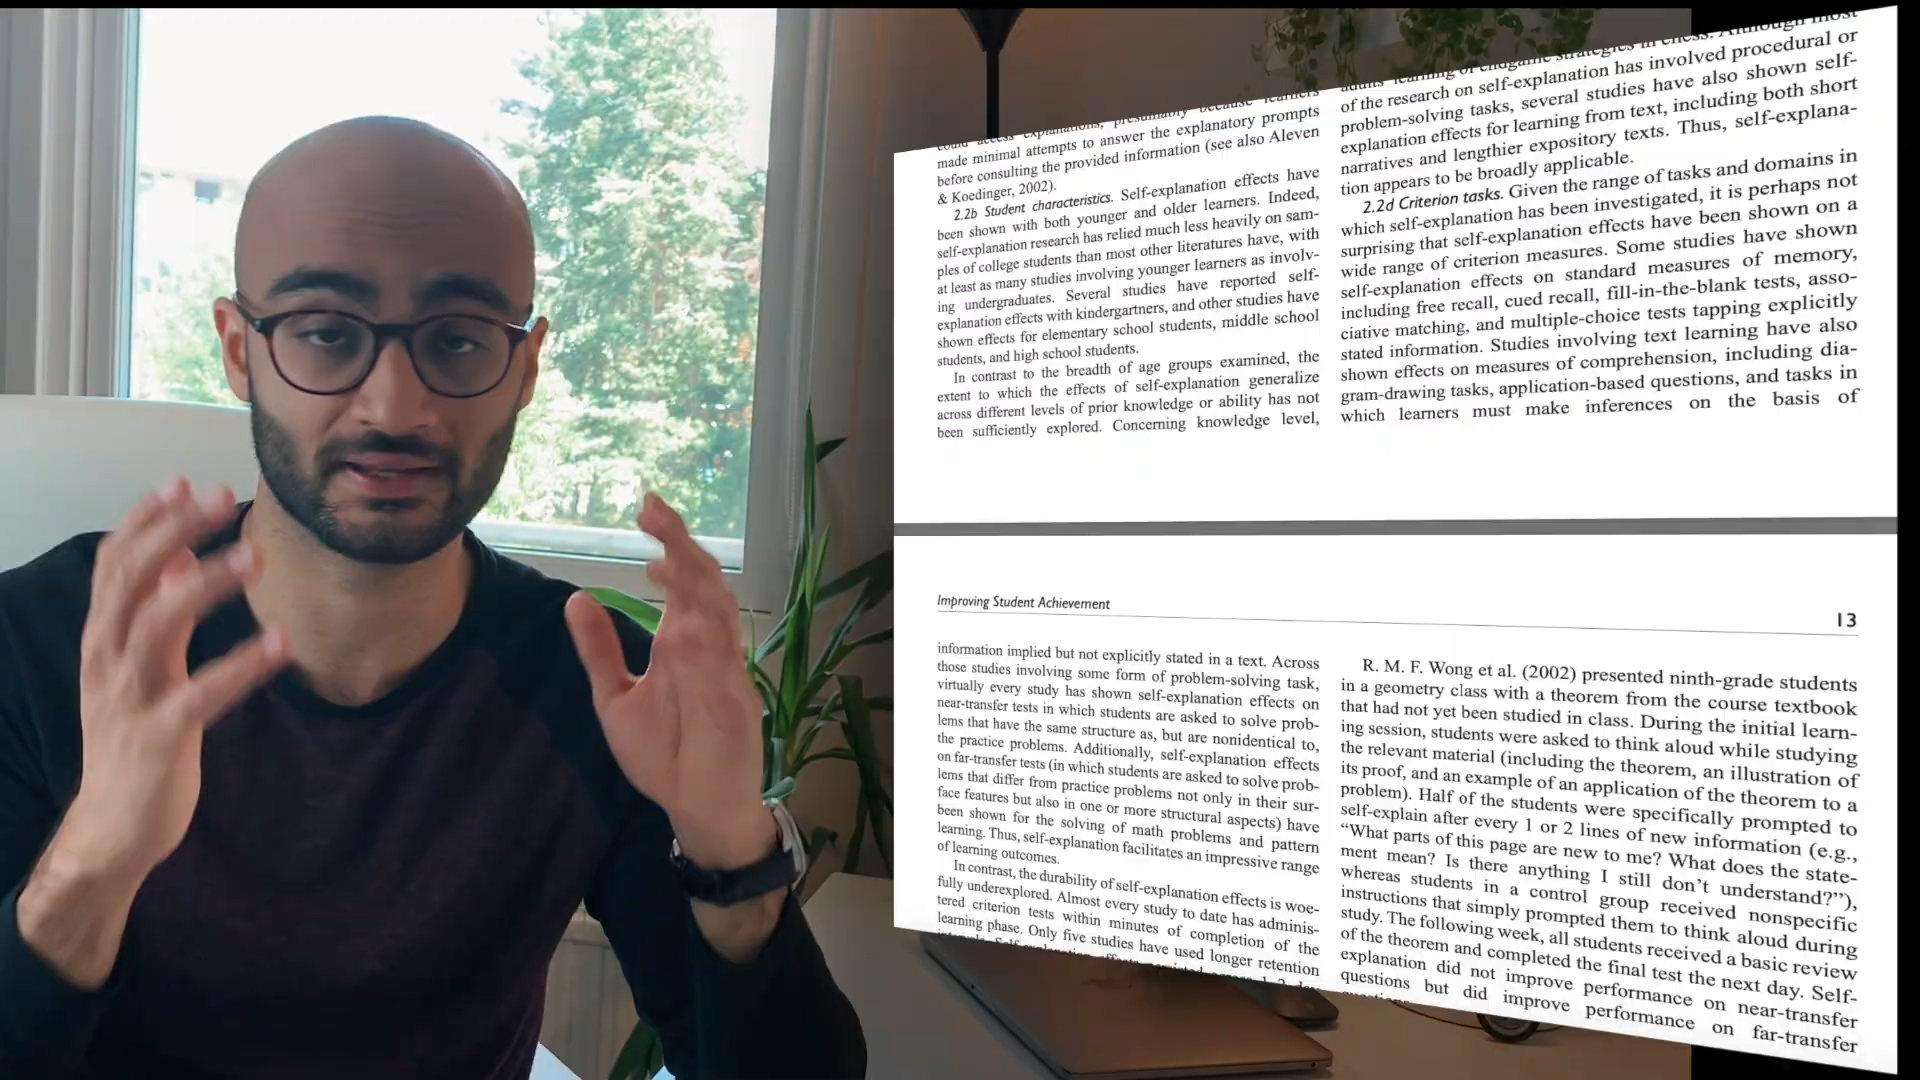 could access explanations, presumably because learners
made minimal attempts to answer the explanatory prompts
before consulting the provided information (see also Aleven
& Koedinger, 2002).
2.2b Student characteristics. Self-explanation effects have
been shown with both younger and older learners. Indeed,
self-explanation research has relied much less heavily on sam-
ples of college students than most other literatures have, with
at least as many studies involving younger learners as involv-
ing undergraduates. Several studies have reported self-
explanation effects with kindergartners, and other studies have
shown effects for elementary school students, middle school
students, and high school students.
In contrast to the breadth of age groups examined, the
extent to which the effects of self-explanation generalize
across different levels of prior knowledge or ability has not
been sufficiently explored. Concerning knowledge level,
adults' learning of endgame strategies in chess. Although most
of the research on self-explanation has involved procedural or
problem-solving tasks, several studies have also shown self-
explanation effects for learning from text, including both short
narratives and lengthier expository texts. Thus, self-explana-
tion appears to be broadly applicable.
2.2d Criterion tasks. Given the range of tasks and domains in
which self-explanation has been investigated, it is perhaps not
surprising that self-explanation effects have been shown on a
wide range of criterion measures. Some studies have shown
self-explanation effects on standard measures of memory,
including free recall, cued recall, fill-in-the-blank tests, asso-
ciative matching, and multiple-choice tests tapping explicitly
stated information. Studies involving text learning have also
shown effects on measures of comprehension, including dia-
gram-drawing tasks, application-based questions, and tasks in
which learners must make inferences on the basis of
Improving Student Achievement
13
information implied but not explicitly stated in a text. Across
those studies involving some form of problem-solving task,
virtually every study has shown self-explanation effects on
near-transfer tests in which students are asked to solve prob-
lems that have the same structure as, but are nonidentical to,
the practice problems. Additionally, self-explanation effects
on far-transfer tests (in which students are asked to solve prob-
lems that differ from practice problems not only in their sur-
face features but also in one or more structural aspects) have
been shown for the solving of math problems and pattern
learning. Thus, self-explanation facilitates an impressive range
of learning outcomes.
In contrast, the durability of self-explanation effects is woe-
fully underexplored. Almost every study to date has adminis-
tered criterion tests within minutes of completion of the
learning phase. Only five studies have used longer retention
R. M. F. Wong et al. (2002) presented ninth-grade students
in a geometry class with a theorem from the course textbook
that had not yet been studied in class. During the initial learn-
ing session, students were asked to think aloud while studying
the relevant material (including the theorem, an illustration of
its proof, and an example of an application of the theorem to a
problem). Half of the students were specifically prompted to
self-explain after every 1 or 2 lines of new information (e.g.,
“What parts of this page are new to me? What does the state-
ment mean? Is there anything I still don’t understand?”),
whereas students in a control group received nonspecific
instructions that simply prompted them to think aloud during
study. The following week, all students received a basic review
of the theorem and completed the final test the next day. Self-
explanation did not improve performance on near-transfer
questions but did improve performance on far-transfer